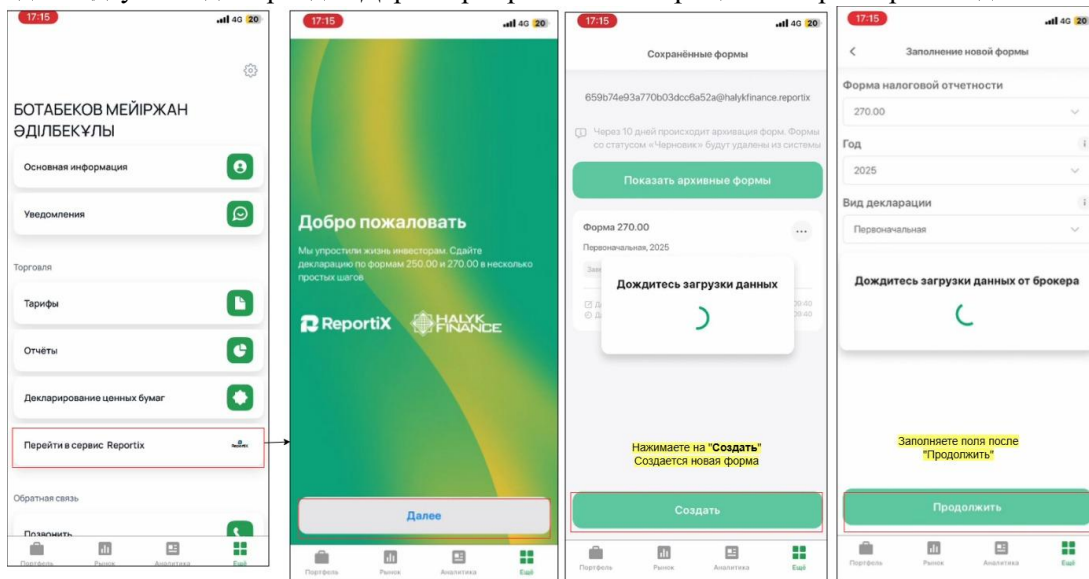 17:15
4G 20
БОТАБЕКОВ МЕЙІРЖАН
ӘДІЛБЕКҰЛЫ
Основная информация
Уведомления
Торговля
Тарифы
Отчёты
Декларирование ценных бумаг
Перейти в сервис Reportix
Обратная связь
Позвонить
Портфель Рынок Аналитика Ещё
17:15
4G 20
Добро пожаловать
Мы упростили жизнь инвесторам. Сдайте
декларацию по формам 250.00 и 270.00 в несколько
простых шагов
ReportiX HALYK
FINANCE
Далее
Портфель Рынок Аналитика Ещё
17:15
4G 20
Сохранённые формы
659b74e93a770b03dcc6a52a@halykfinance.reportix
Через 10 дней происходит архивация форм. Формы
со статусом «Черновик» будут удалены из системы
Показать архивные формы
Форма 270.00
Первоначальная, 2025
Дождитесь загрузки данных
Нажимаете на "Создать"
Создается новая форма
Создать
Портфель Рынок Аналитика Ещё
17:15
4G 20
Заполнение новой формы
Форма налоговой отчетности
270.00
Год
2025
Вид декларации
Первоначальная
Дождитесь загрузки данных от брокера
Заполняете поля после
"Продолжить"
Продолжить
Портфель Рынок Аналитика Ещё